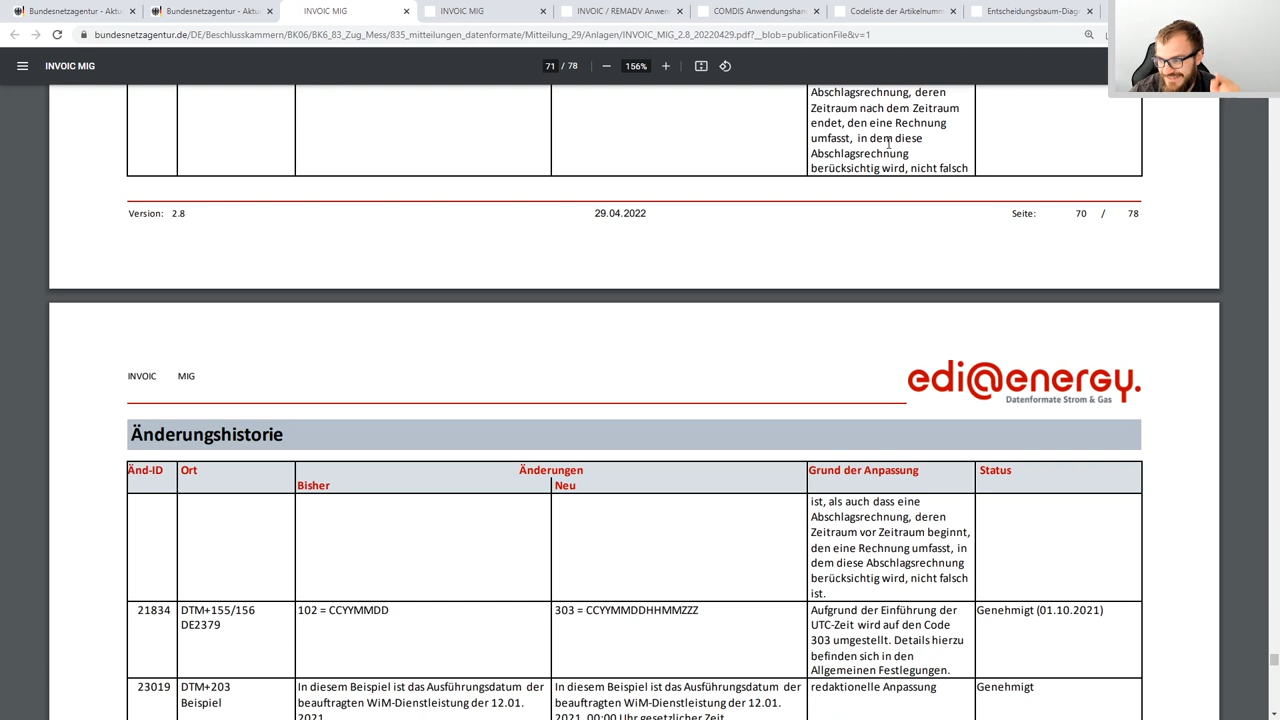 Bundesnetzagentur - Aktu
Bundesnetzagentur - Aktu
INVOIC MIG
INVOIC MIG
INVOIC / REMADV Anwen
COMDIS Anwendungshan
Codeliste der Artikelnumm
Entscheidungsbaum-Diag
bundesnetzagentur.de/DE/Beschlusskammern/BK06/BK6_83_Zug_Mess/835_mitteilungen_datenformate/Mitteilung_29/Anlagen/INVOIC_MIG_2.8_20220429.pdf?__blob=publicationFile&v=1
INVOIC MIG
71 / 78
156%
Abschlagsrechnung, deren
Zeitraum nach dem Zeitraum
endet, den eine Rechnung
umfasst, in dem diese
Abschlagsrechnung
berücksichtig wird, nicht falsch
Version: 2.8
29.04.2022
Seite: 70 / 78
INVOIC MIG
edi@energy.
Datenformate Strom & Gas
Änderungshistorie
Änd-ID Ort Änderungen Grund der Anpassung Status
Bisher Neu
ist, als auch dass eine
Abschlagsrechnung, deren
Zeitraum vor Zeitraum beginnt,
den eine Rechnung umfasst, in
dem diese Abschlagsrechnung
berücksichtig wird, nicht falsch
ist.
21834 DTM+155/156 102 = CCYYMMDD 303 = CCYYMMDDHHMMZZZ Aufgrund der Einführung der Genehmigt (01.10.2021)
DE2379 UTC-Zeit wird auf den Code
303 umgestellt. Details hierzu
befinden sich in den
Allgemeinen Festlegungen.
23019 DTM+203 In diesem Beispiel ist das Ausführungsdatum der In diesem Beispiel ist das Ausführungsdatum der redaktionelle Anpassung Genehmigt
Beispiel beauftragten WiM-Dienstleistung der 12.01. beauftragten WiM-Dienstleistung der 12.01.
2021. 2021, 00:00 Uhr gesetzlicher Zeit